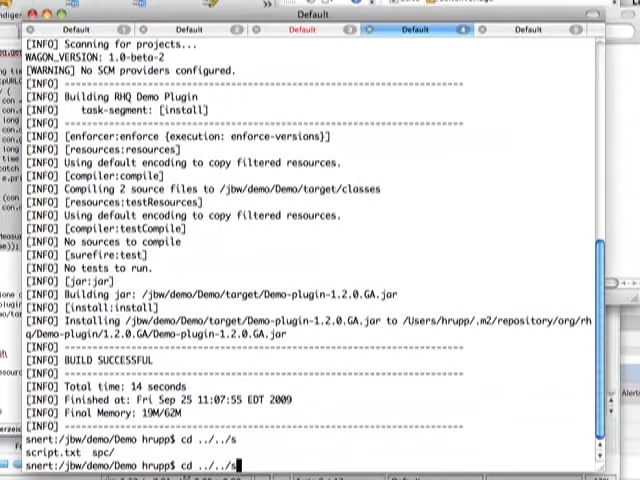 Default
Default
Default
Default
Default
Default
[INFO] Scanning for projects...
WAGON_VERSION: 1.0-beta-2
[WARNING] No SCM providers configured.
[INFO] ------------------------------------------------------------------------
[INFO] Building RHQ Demo Plugin
[INFO]    task-segment: [install]
[INFO] ------------------------------------------------------------------------
[INFO] [enforcer:enforce {execution: enforce-versions}]
[INFO] [resources:resources]
[INFO] Using default encoding to copy filtered resources.
[INFO] [compiler:compile]
[INFO] Compiling 2 source files to /jbw/demo/Demo/target/classes
[INFO] [resources:testResources]
[INFO] Using default encoding to copy filtered resources.
[INFO] [compiler:testCompile]
[INFO] No sources to compile
[INFO] [surefire:test]
[INFO] No tests to run.
[INFO] [jar:jar]
[INFO] Building jar: /jbw/demo/Demo/target/Demo-plugin-1.2.0.GA.jar
[INFO] [install:install]
[INFO] Installing /jbw/demo/Demo/target/Demo-plugin-1.2.0.GA.jar to /Users/hrupp/.m2/repository/org/rh
q/Demo-plugin/1.2.0.GA/Demo-plugin-1.2.0.GA.jar
[INFO] ------------------------------------------------------------------------
[INFO] BUILD SUCCESSFUL
[INFO] ------------------------------------------------------------------------
[INFO] Total time: 14 seconds
[INFO] Finished at: Fri Sep 25 11:07:55 EDT 2009
[INFO] Final Memory: 19M/62M
[INFO] ------------------------------------------------------------------------
snert:/jbw/demo/Demo hrupp$ cd ../../s
script.txt  spc/
snert:/jbw/demo/Demo hrupp$ cd ../../s